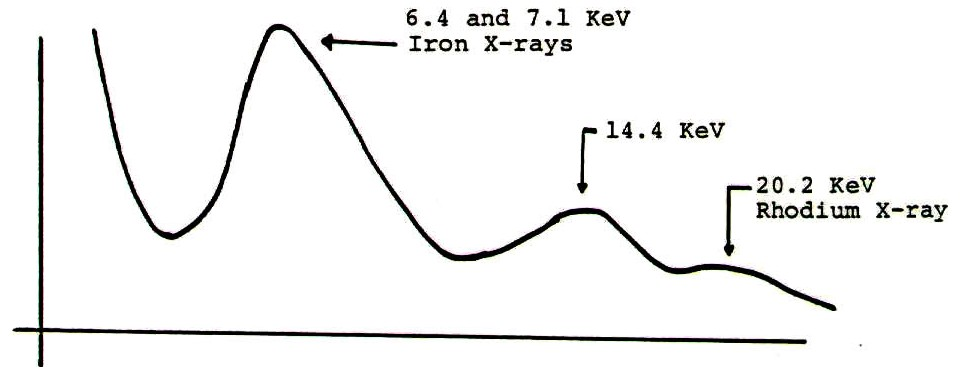 6.4 and 7.1 KeV
Iron X-rays
14.4 KeV
20.2 KeV
Rhodium X-ray